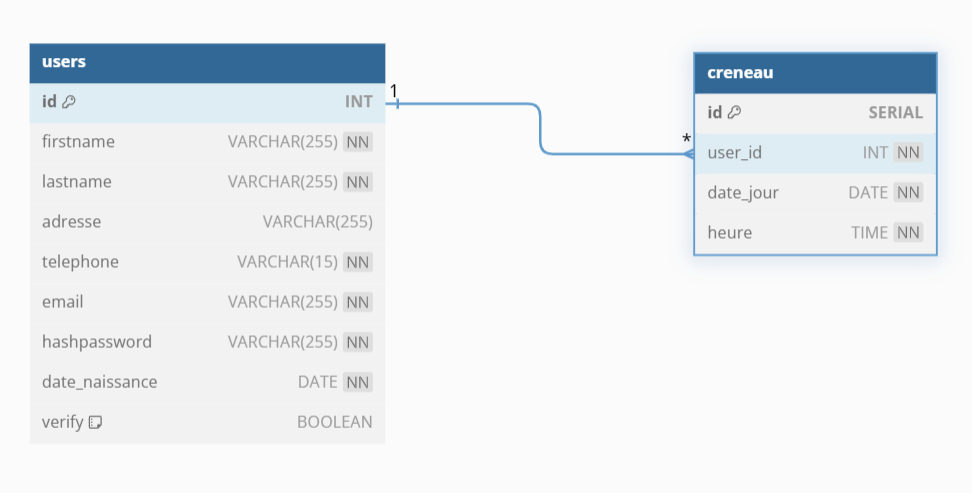 users
id INT
firstname VARCHAR(255) NN
lastname VARCHAR(255) NN
adresse VARCHAR(255)
telephone VARCHAR(15) NN
email VARCHAR(255) NN
hashpassword VARCHAR(255) NN
date_naissance DATE NN
verify BOOLEAN
1
*
creneau
id SERIAL
user_id INT NN
date_jour DATE NN
heure TIME NN